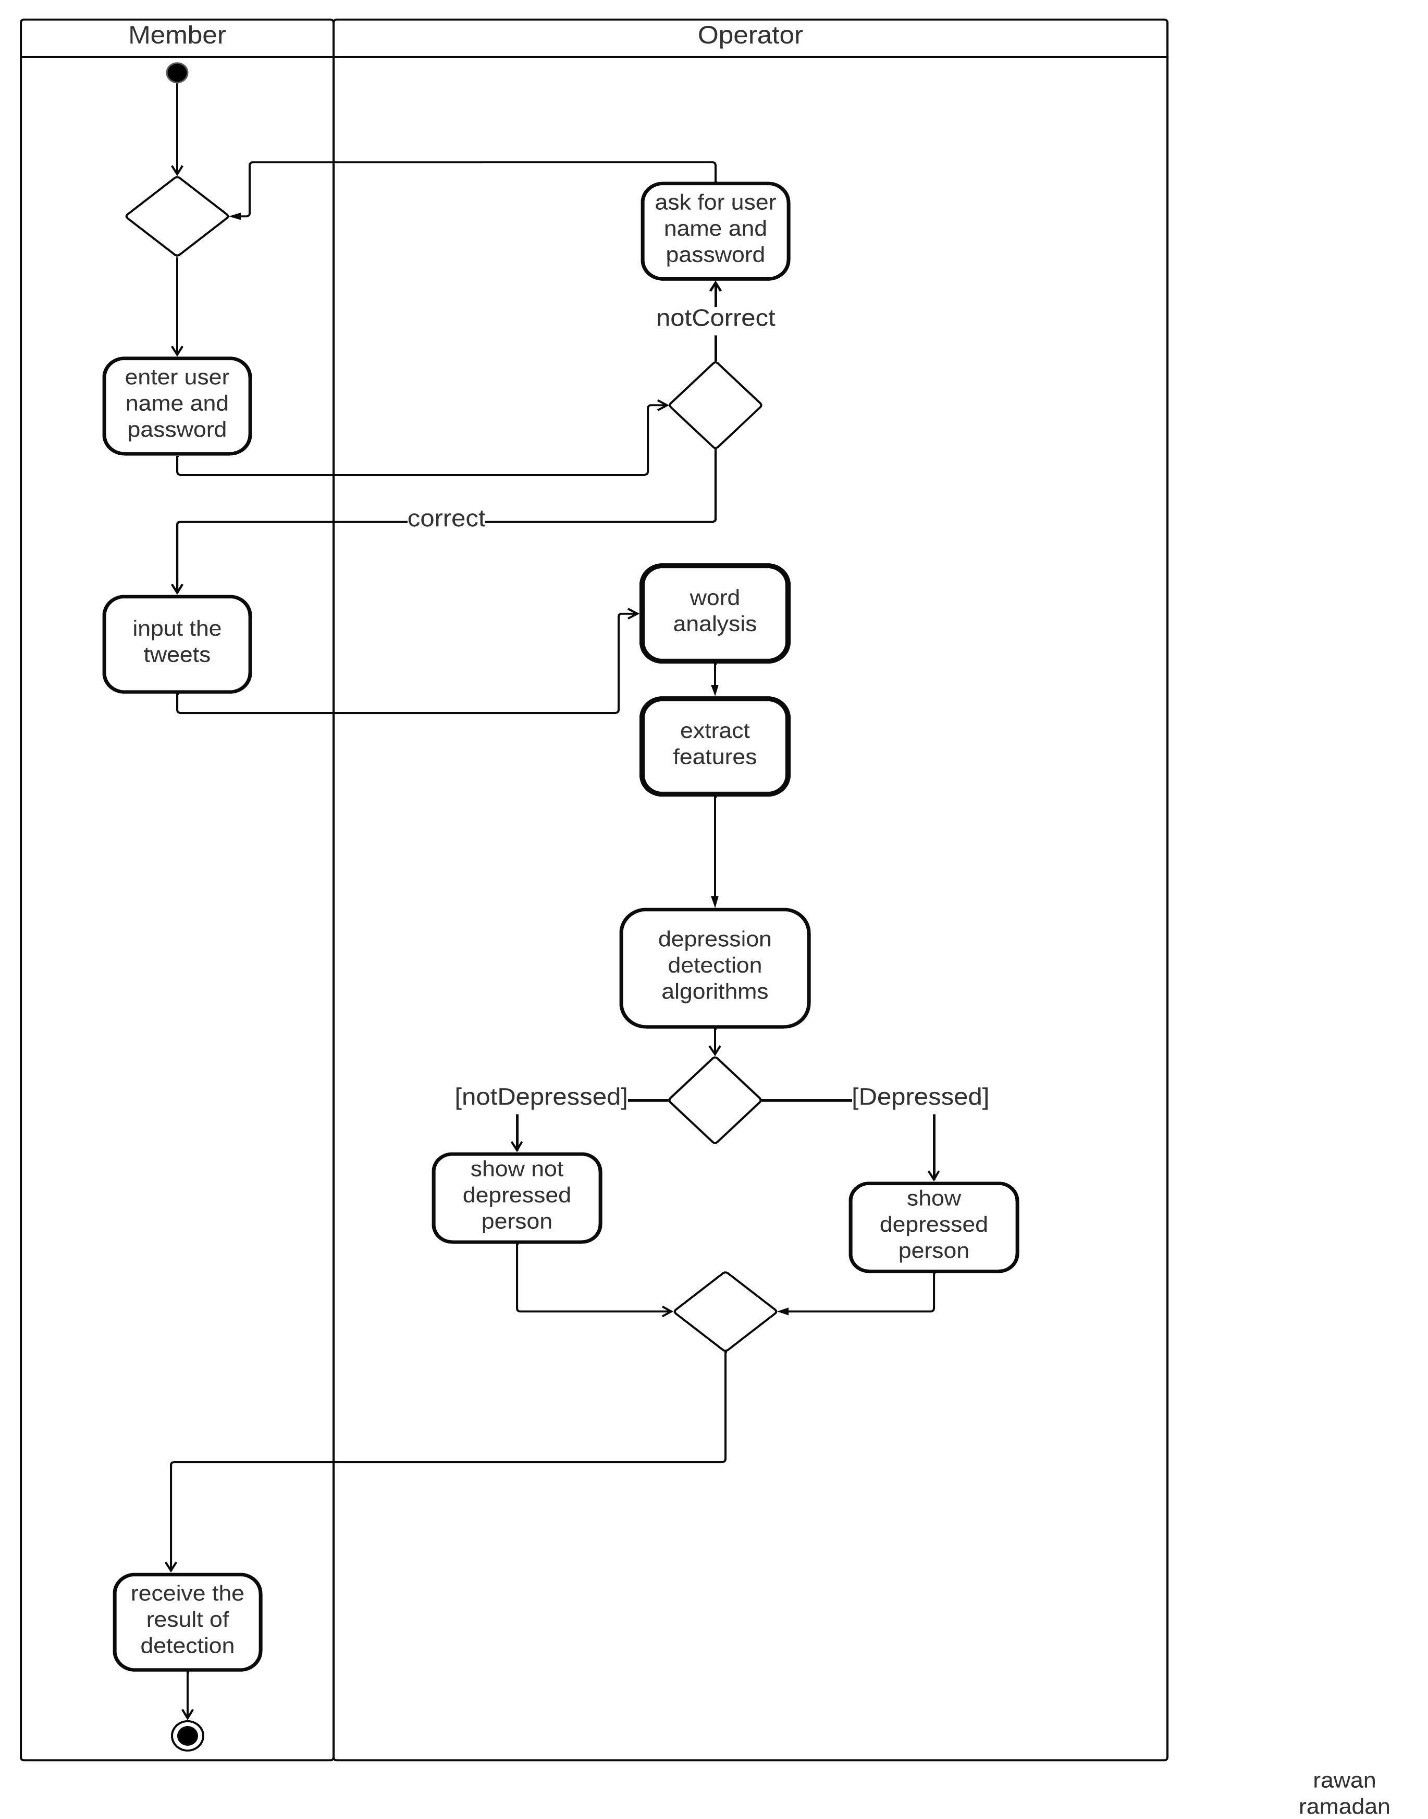 Member
Operator
ask for user
name and
password
notCorrect
enter user
name and
password
correct
input the
tweets
word
analysis
extract
features
depression
detection
algorithms
[notDepressed]
[Depressed]
show not
depressed
person
show
depressed
person
receive the
result of
detection
rawan
ramadan